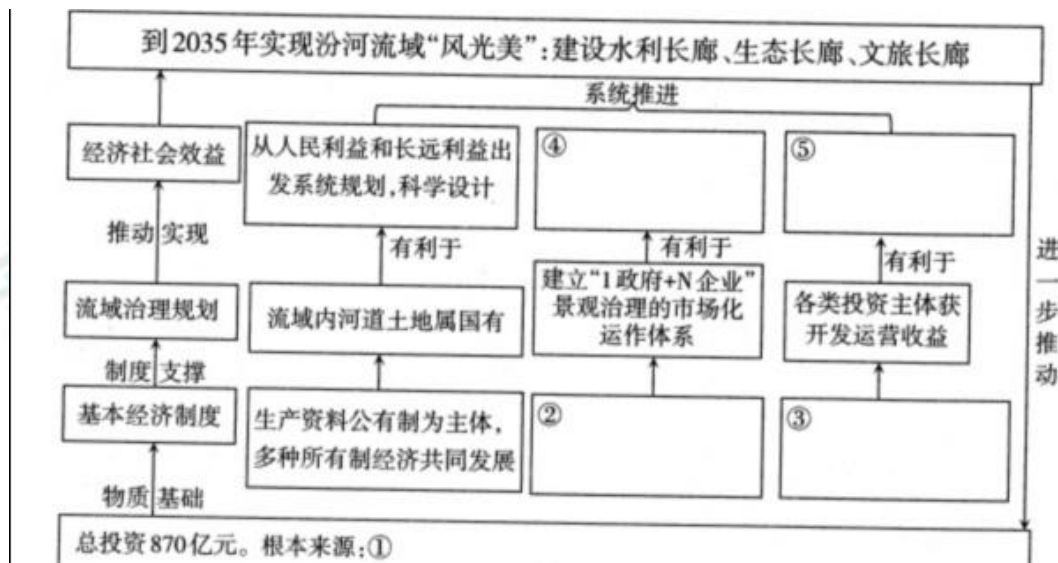 到2035年实现汾河流域“风光美”:建设水利长廊、生态长廊、文旅长廊
系统推进
经济社会效益
从人民利益和长远利益出
发系统规划,科学设计
④
⑤
推动 实现
有利于
有利于
有利于
流域治理规划
流域内河道土地属国有
建立“1政府+N企业”
景观治理的市场化
运作体系
各类投资主体获
开发运营收益
进一步推动
制度 支撑
基本经济制度
生产资料公有制为主体,
多种所有制经济共同发展
②
③
物质 基础
总投资870亿元。根本来源:①